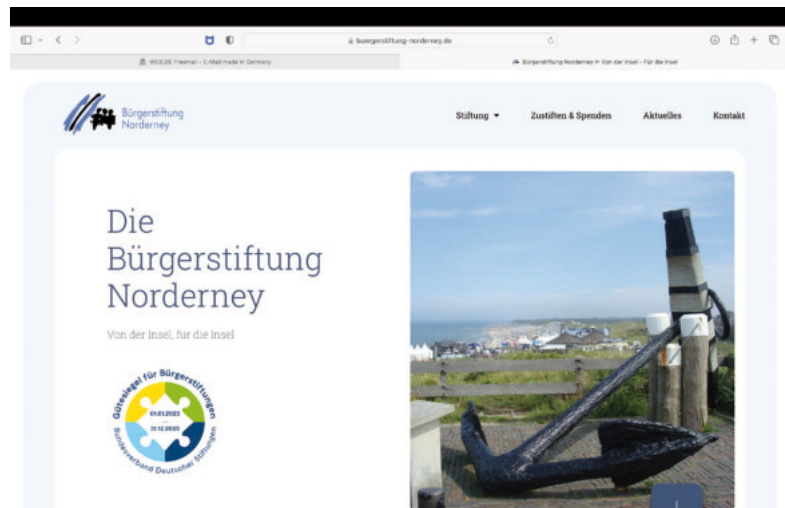 buergerstiftung-norderney.de
WEB.DE Freemail - E-Mail made in Germany
Bürgerstiftung Norderney
Von der Insel - Für die Insel
Bürgerstiftung
Norderney
Stiftung
Zustiften & Spenden
Aktuelles
Kontakt
Die
Bürgerstiftung
Norderney
Von der Insel, für die Insel
Gütesiegel für Bürgerstiftungen
01.01.2023
—
31.12.2025
Bundesverband Deutscher Stiftungen